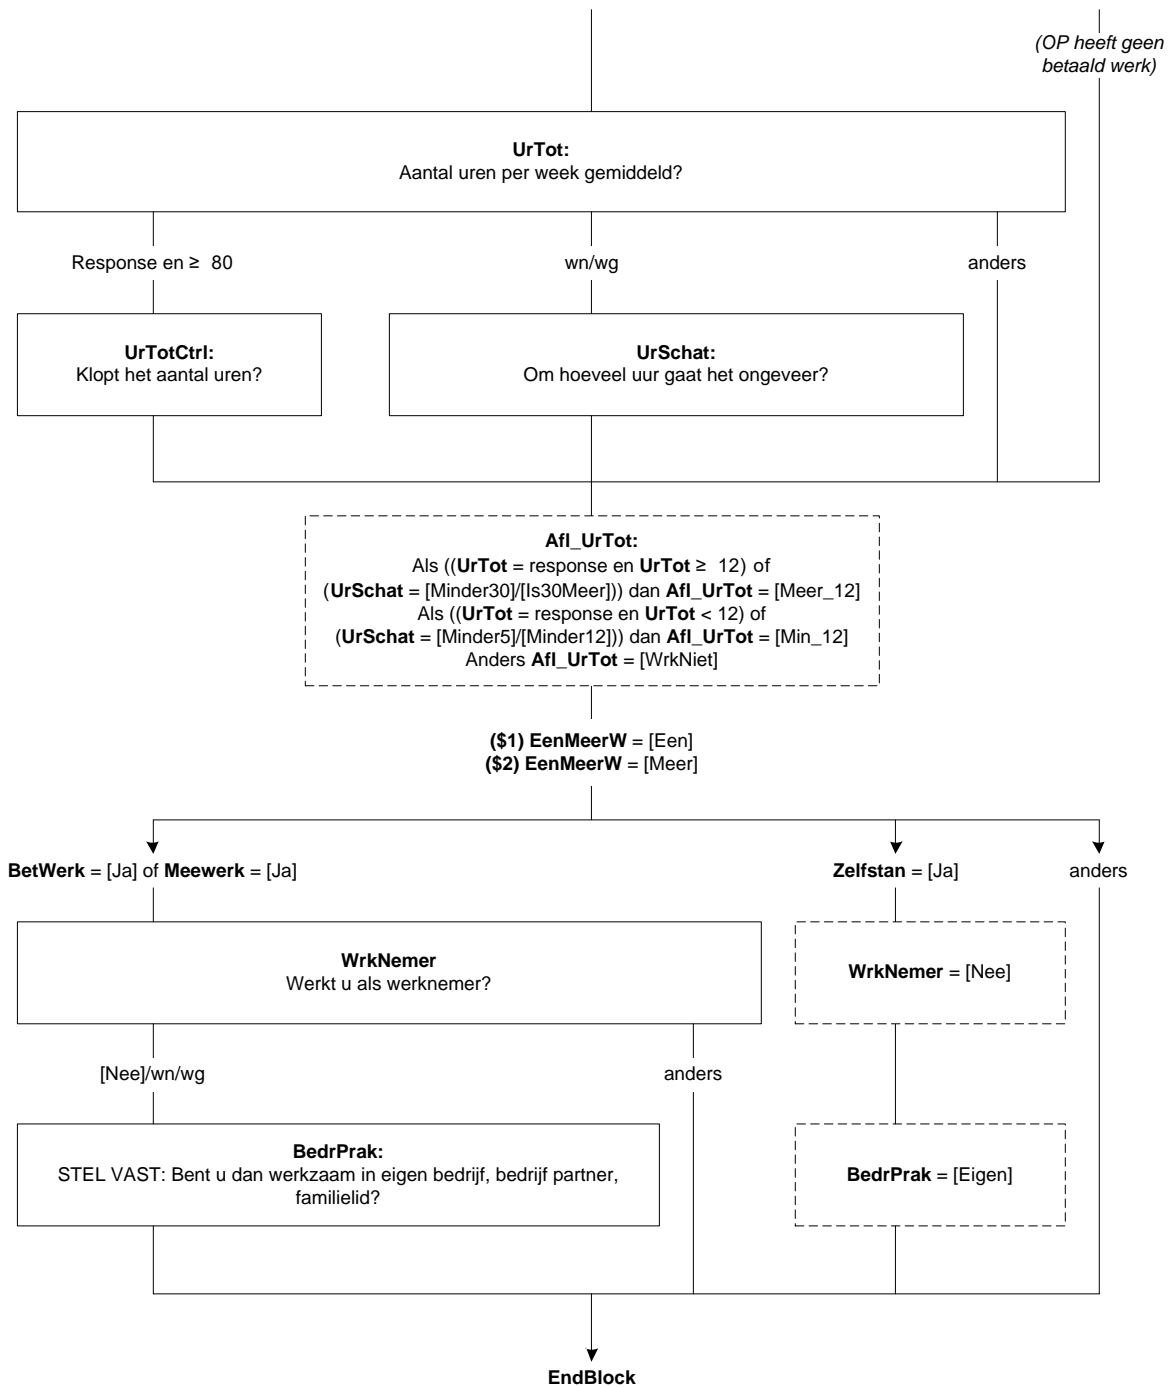 (OP heeft geen
betaald werk)
UrTot:
Aantal uren per week gemiddeld?
Response en ≥ 80
wn/wg
anders
UrTotCtrl:
Klopt het aantal uren?
UrSchat:
Om hoeveel uur gaat het ongeveer?
Afl_UrTot:
Als ((UrTot = response en UrTot ≥ 12) of
(UrSchat = [Minder30]/[Is30Meer])) dan Afl_UrTot = [Meer_12]
Als ((UrTot = response en UrTot < 12) of
(UrSchat = [Minder5]/[Minder12])) dan Afl_UrTot = [Min_12]
Anders Afl_UrTot = [WrkNiet]
($1) EenMeerW = [Een]
($2) EenMeerW = [Meer]
BetWerk = [Ja] of Meewerk = [Ja]
Zelfstan = [Ja]
anders
WrkNemer
Werkt u als werknemer?
WrkNemer = [Nee]
[Nee]/wn/wg
anders
BedrPrak:
STEL VAST: Bent u dan werkzaam in eigen bedrijf, bedrijf partner,
familielid?
BedrPrak = [Eigen]
EndBlock